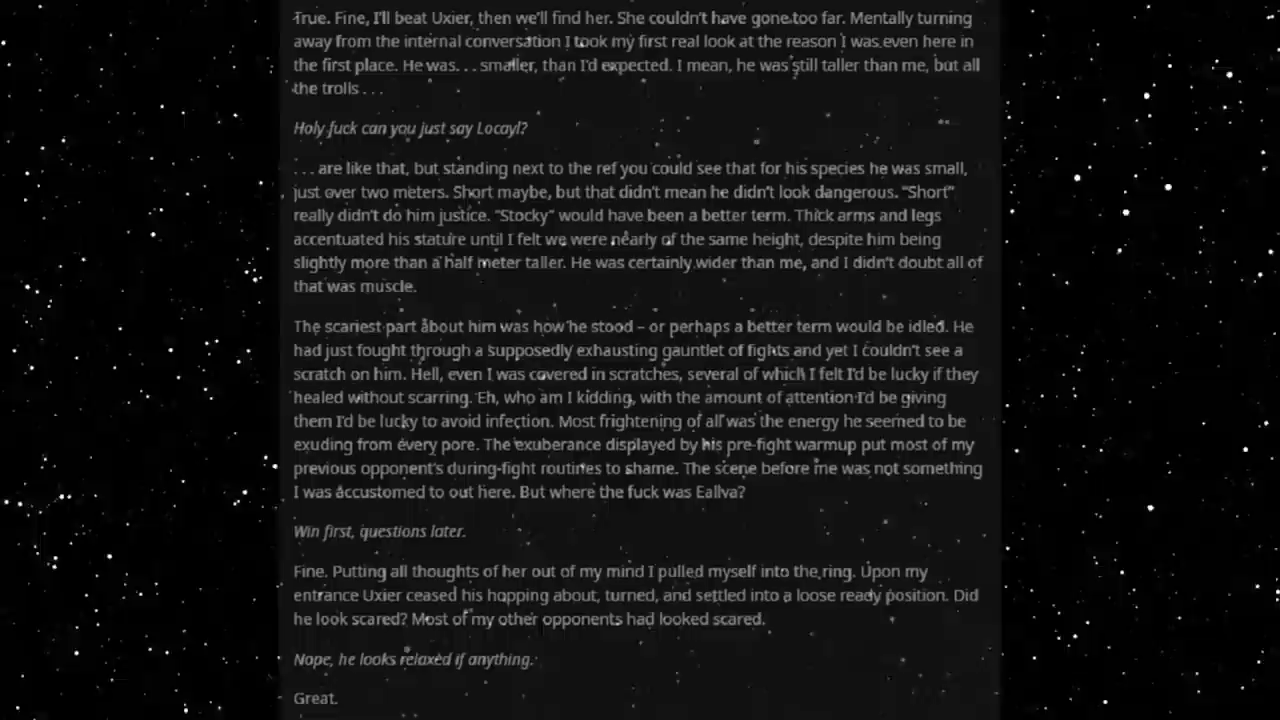 True. Fine, I'll beat Uxier, then we'll find her. She couldn't have gone too far. Mentally turning
away from the internal conversation I took my first real look at the reason I was even here in
the first place. He was. . . smaller, than I'd expected. I mean, he was still taller than me, but all
the trolls . . .
Holy fuck can you just say Locayl?
. . . are like that, but standing next to the ref you could see that for his species he was small,
just over two meters. Short maybe, but that didn't mean he didn't look dangerous. “Short”
really didn't do him justice. “Stocky” would have been a better term. Thick arms and legs
accentuated his stature until I felt we were nearly of the same height, despite him being
slightly more than a half meter taller. He was certainly wider than me, and I didn't doubt all of
that was muscle.
The scariest part about him was how he stood – or perhaps a better term would be idled. He
had just fought through a supposedly exhausting gauntlet of fights and yet I couldn't see a
scratch on him. Hell, even I was covered in scratches, several of which I felt I'd be lucky if they
healed without scarring. Eh, who am I kidding, with the amount of attention I'd be giving
them I'd be lucky to avoid infection. Most frightening of all was the energy he seemed to be
exuding from every pore. The exuberance displayed by his pre-fight warmup put most of my
previous opponent's during-fight routines to shame. The scene before me was not something
I was accustomed to out here. But where the fuck was Eallva?
Win first, questions later.
Fine. Putting all thoughts of her out of my mind I pulled myself into the ring. Upon my
entrance Uxier ceased his hopping about, turned, and settled into a loose ready position. Did
he look scared? Most of my other opponents had looked scared.
Nope, he looks relaxed if anything.
Great.